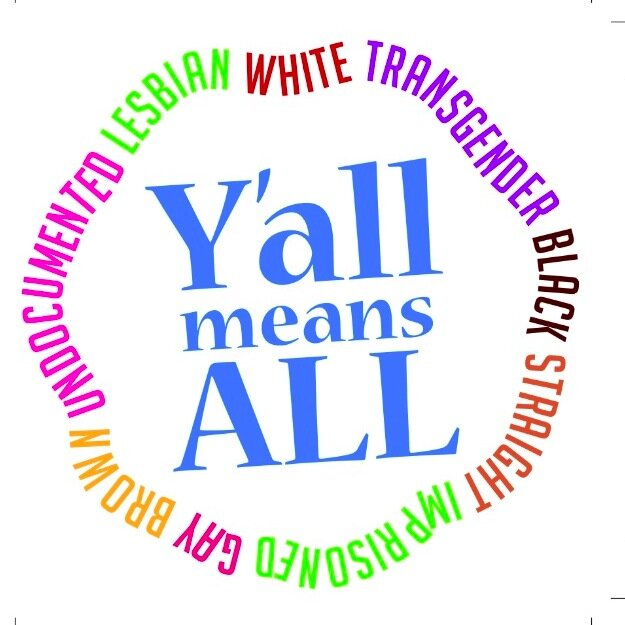 Y'all
means
ALL
WHITE TRANSGENDER BLACK STRAIGHT IMPRISONED GAY BROWN UNDOCUMENTED LESBIAN